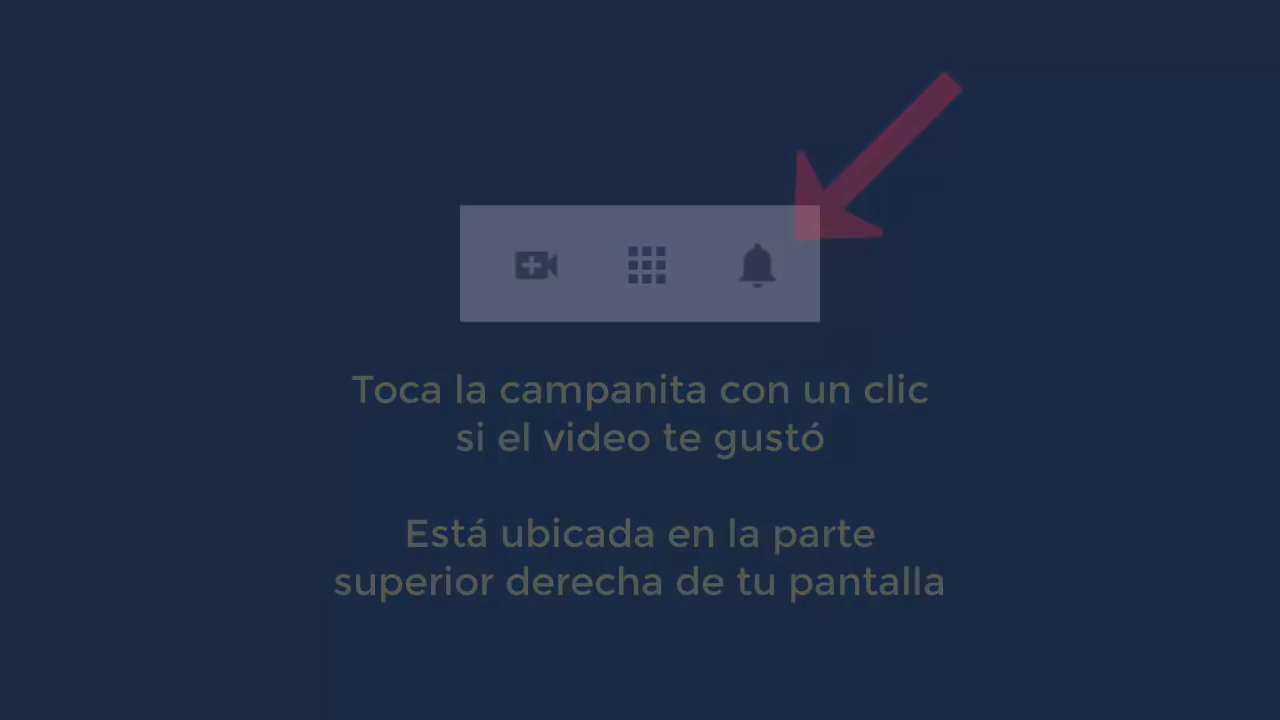 Toca la campanita con un clic
si el video te gustó
Está ubicada en la parte
superior derecha de tu pantalla